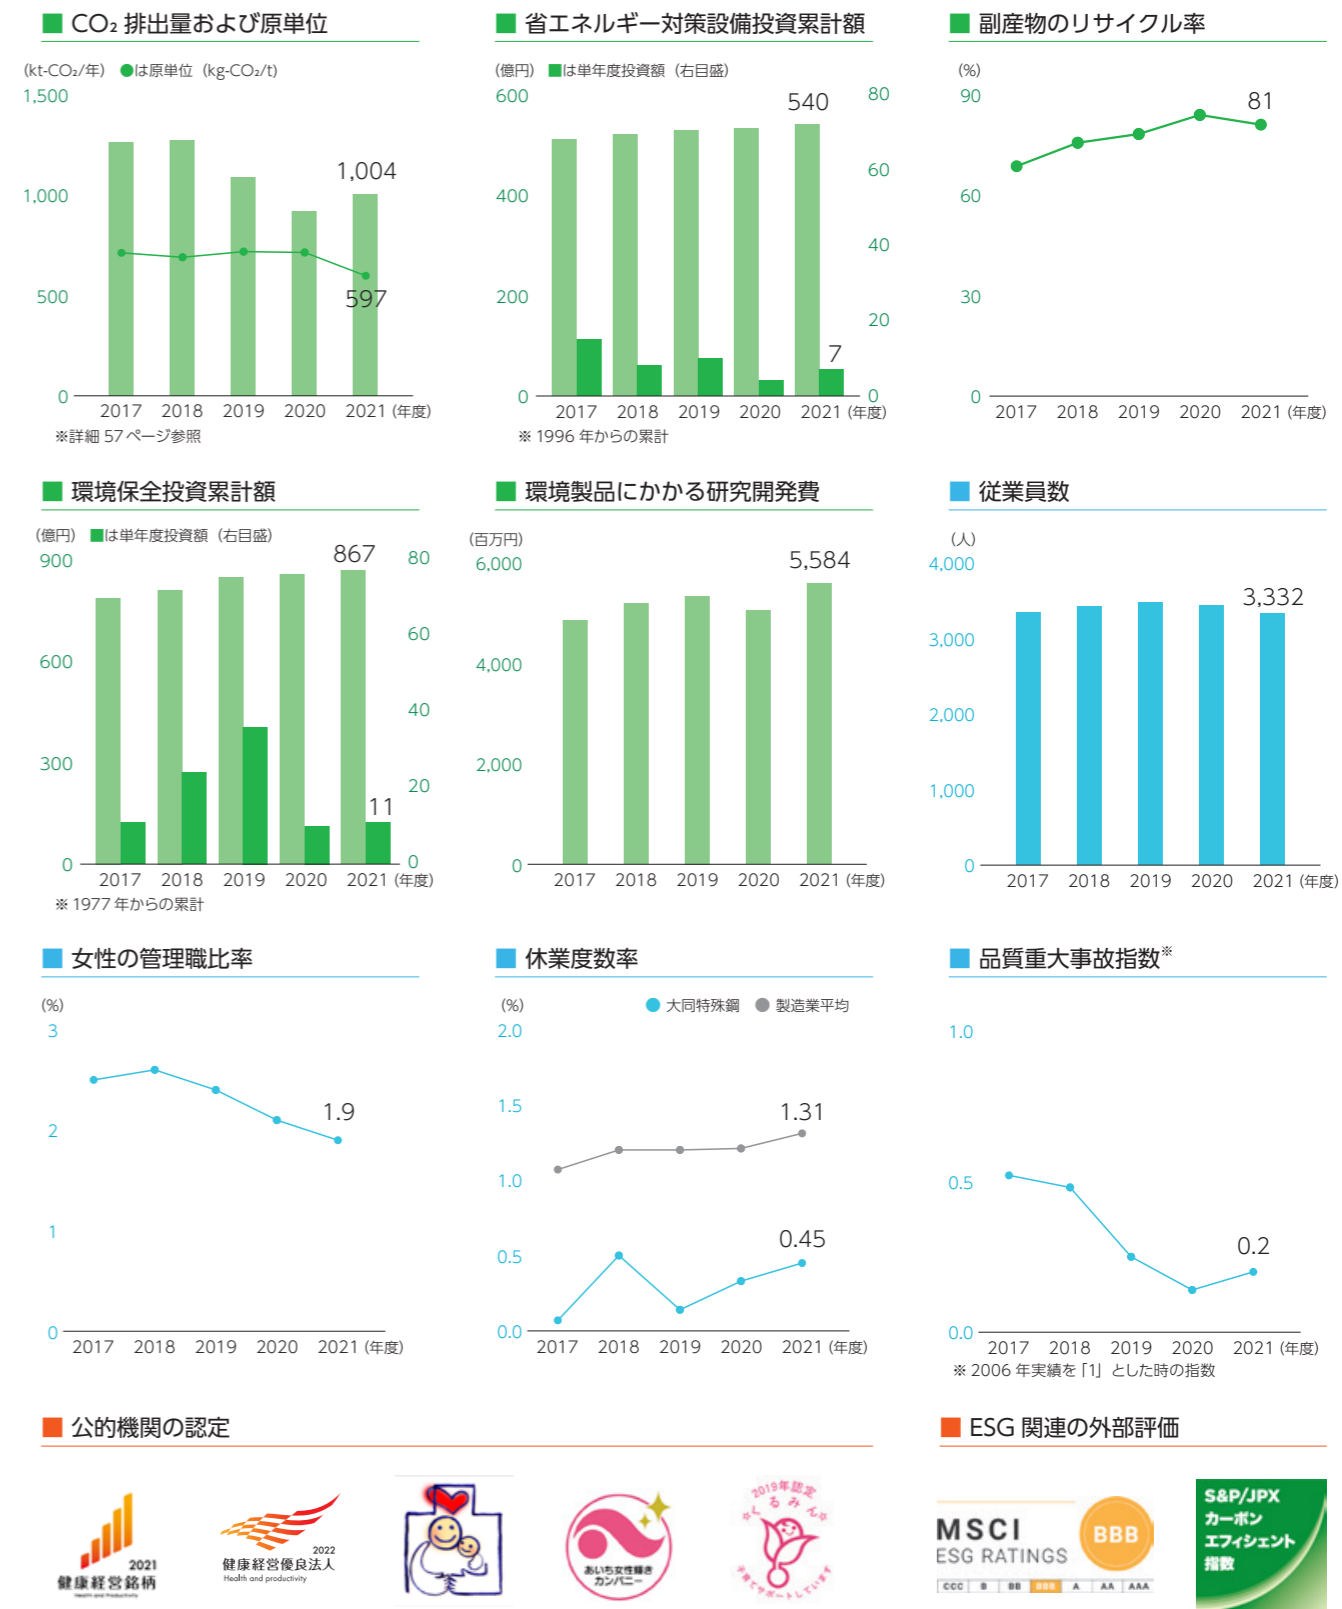 ■ CO₂ 排出量および原単位
(kt-CO₂/年) ●は原単位 (kg-CO₂/t)
1,500
1,000
500
0
1,004
597
2017 2018 2019 2020 2021 (年度)
※詳細 57 ページ参照
■ 省エネルギー対策設備投資累計額
(億円) ■は単年度投資額 (右目盛)
600
400
200
0
80
60
40
20
0
540
7
2017 2018 2019 2020 2021 (年度)
※ 1996 年からの累計
■ 副産物のリサイクル率
(%)
90
60
30
0
81
2017 2018 2019 2020 2021 (年度)
■ 環境保全投資累計額
(億円) ■は単年度投資額 (右目盛)
900
600
300
0
80
60
40
20
0
867
11
2017 2018 2019 2020 2021 (年度)
※ 1977 年からの累計
■ 環境製品にかかる研究開発費
(百万円)
6,000
4,000
2,000
0
5,584
2017 2018 2019 2020 2021 (年度)
■ 従業員数
(人)
4,000
3,000
2,000
1,000
0
3,332
2017 2018 2019 2020 2021 (年度)
■ 女性の管理職比率
(%)
3
2
1
0
1.9
2017 2018 2019 2020 2021 (年度)
■ 休業度数率
(%) ● 大同特殊鋼 ● 製造業平均
2.0
1.5
1.0
0.5
0.0
1.31
0.45
2017 2018 2019 2020 2021 (年度)
■ 品質重大事故指数※
1.0
0.5
0.0
0.2
2017 2018 2019 2020 2021 (年度)
※ 2006 年実績を「1」とした時の指数
■ 公的機関の認定
2021
健康経営銘柄
Health and Productivity
2022
健康経営優良法人
Health and productivity
あいち女性輝き
カンパニー
2019年認定
くるみん
子育てサポートしています
■ ESG 関連の外部評価
MSCI
ESG RATINGS
BBB
CCC B BB BBB A AA AAA
S&P/JPX
カーボン
エフィシェント
指数